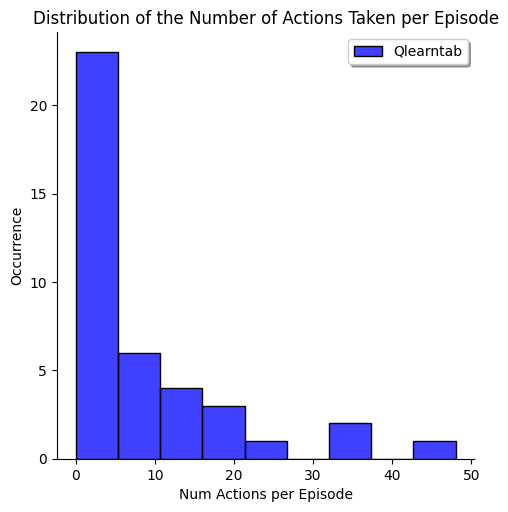 Distribution of the Number of Actions Taken per Episode
Qlearntab
20
15
10
5
0
Occurrence
0 10 20 30 40 50
Num Actions per Episode